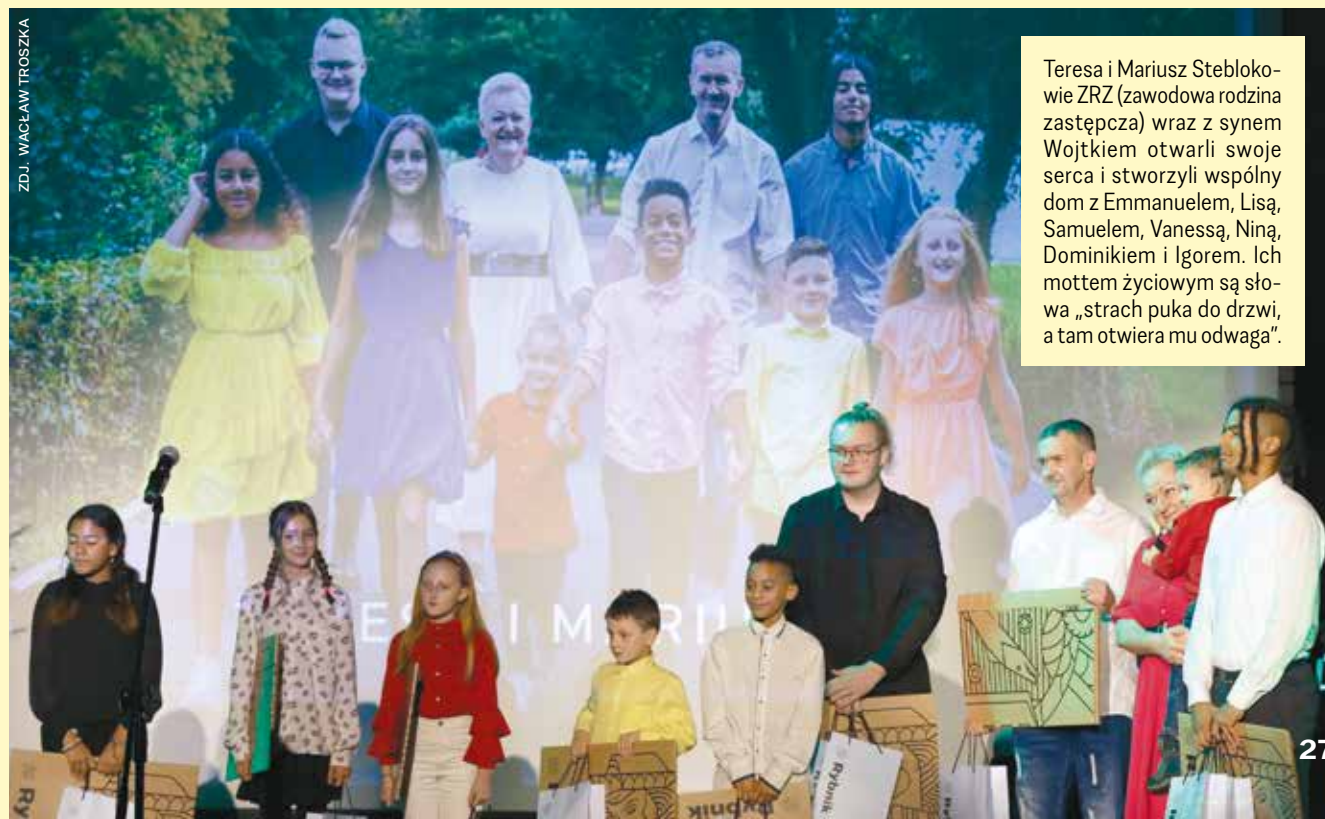 ZDJ. WACŁAW TROSZKA
Teresa i Mariusz Stebloko-
wie ZRZ (zawodowa rodzina
zastępcza) wraz z synem
Wojtkiem otwarli swoje
serca i stworzyli wspólny
dom z Emmanuelem, Lisą,
Samuelem, Vanessą, Niną,
Dominikiem i Igorem. Ich
mottem życiowym są sło-
wa „strach puka do drzwi,
a tam otwiera mu odwaga”.
Rybnik
Rybnik
27